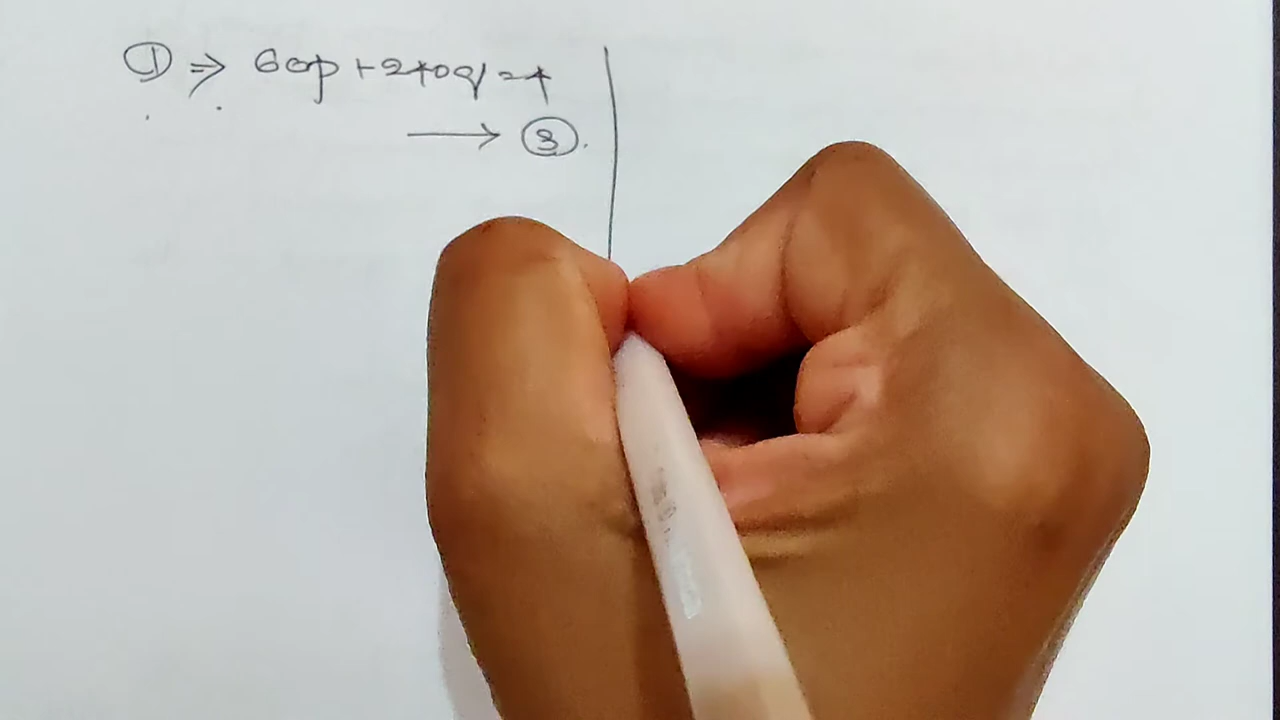 ① ⇒ 60p + 240q = 4
⟶ ③.